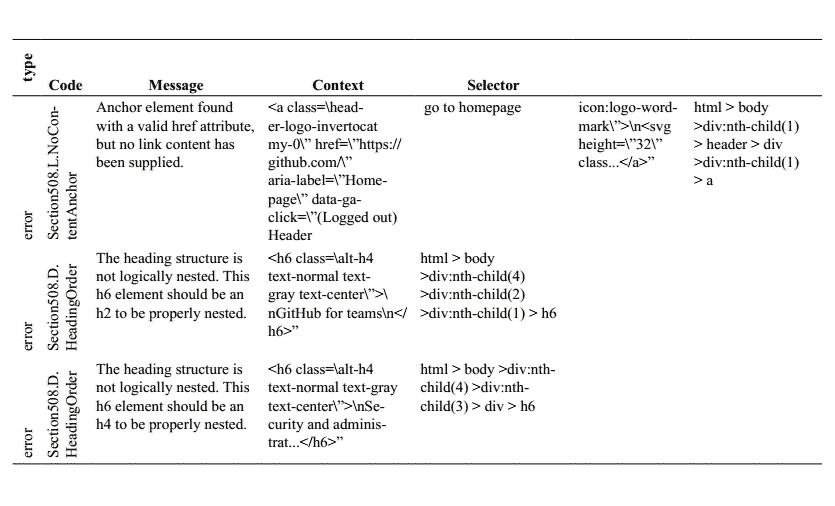 type Code Message Context Selector
error
Section508.L.NoCon-
tentAnchor
Anchor element found
with a valid href attribute,
but no link content has
been supplied.
<a class=\head-
er-logo-invertocat
my-0\” href=\”https://
github.com/\”
aria-label=\”Home-
page\” data-ga-
click=\”(Logged out)
Header
go to homepage
icon:logo-word-
mark\”>\n<svg
height=\”32\”
class...</a>”
html > body
>div:nth-child(1)
> header > div
>div:nth-child(1)
> a
error
Section508.D.
HeadingOrder
The heading structure is
not logically nested. This
h6 element should be an
h2 to be properly nested.
<h6 class=\alt-h4
text-normal text-
gray text-center\”>\
nGitHub for teams\n</
h6>”
html > body
>div:nth-child(4)
>div:nth-child(2)
>div:nth-child(1) > h6
error
Section508.D.
HeadingOrder
The heading structure is
not logically nested. This
h6 element should be an
h4 to be properly nested.
<h6 class=\alt-h4
text-normal text-gray
text-center\”>\nSe-
curity and adminis-
trat...</h6>”
html > body >div:nth-
child(4) >div:nth-
child(3) > div > h6